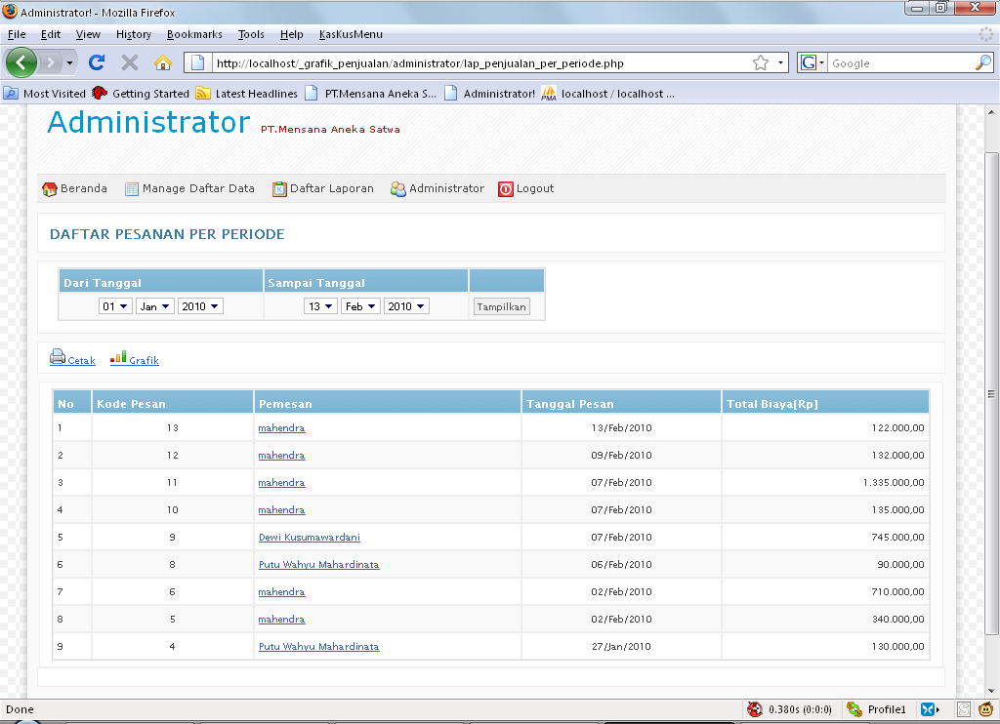 Administrator! - Mozilla Firefox
File Edit View History Bookmarks Tools Help KasKusMenu
http://localhost/_grafik_penjualan/administrator/lap_penjualan_per_periode.php G Google
Most Visited Getting Started Latest Headlines PT.Mensana Aneka S... Administrator! PMA localhost / localhost ...
Administrator PT.Mensana Aneka Satwa
Beranda Manage Daftar Data Daftar Laporan Administrator Logout
DAFTAR PESANAN PER PERIODE
Dari Tanggal Sampai Tanggal
01 Jan 2010 13 Feb 2010 Tampilkan
Cetak Grafik
No Kode Pesan Pemesan Tanggal Pesan Total Biaya[Rp]
1 13 mahendra 13/Feb/2010 122.000,00
2 12 mahendra 09/Feb/2010 132.000,00
3 11 mahendra 07/Feb/2010 1.335.000,00
4 10 mahendra 07/Feb/2010 135.000,00
5 9 Dewi Kusumawardani 07/Feb/2010 745.000,00
6 8 Putu Wahyu Mahardinata 06/Feb/2010 90.000,00
7 6 mahendra 02/Feb/2010 710.000,00
8 5 mahendra 02/Feb/2010 340.000,00
9 4 Putu Wahyu Mahardinata 27/Jan/2010 130.000,00
Done 0.380s (0:0:0) Profile1 S